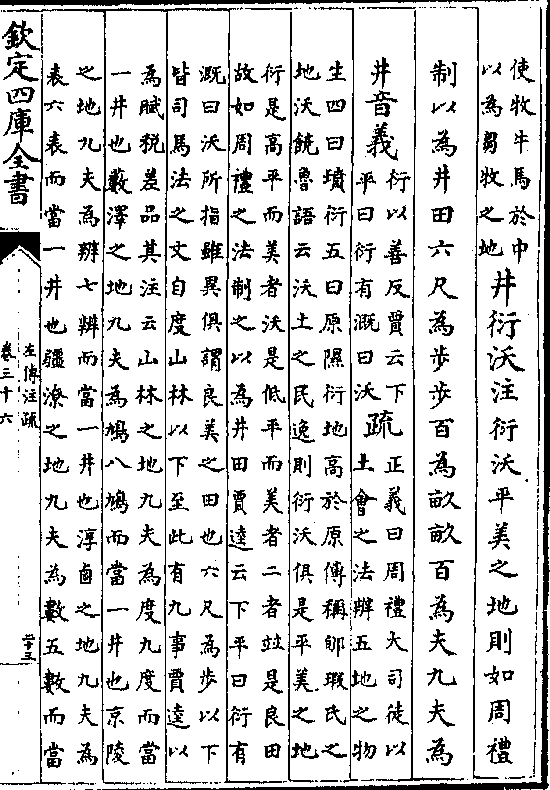 使牧牛馬於中
以為芻牧之地
井衍沃注衍沃平美之地則如周禮
制以為井田六尺為步步百為畝畝百為夫九夫為
井音義
衍以善反賈云下
平曰衍有溉曰沃
疏
正義曰周禮大司徒以
土會之法辨五地之物
生四曰墳衍五曰原隰衍地高於原傳稱郇瑕氏之
地沃饒魯語云沃土之民逸則衍沃俱是平美之地
衍是高平而美者沃是低平而美者二者並是良田
故如周禮之法制之以為井田賈逵云下平曰衍有
溉曰沃所指雖異俱謂良美之田也六尺為步以下
皆司馬法之文自度山林以下至此有九事賈逵以
為賦稅差品其注云山林之地九夫為度九度而當
一井也藪澤之地九夫為鳩八鳩而當一井也京陵
之地九夫為辨七辨而當一井也淳鹵之地九夫為
表六表而當一井也疆潦之地九夫為數五數而當
欽定四庫全書
左傳注疏
卷三十六
二十三